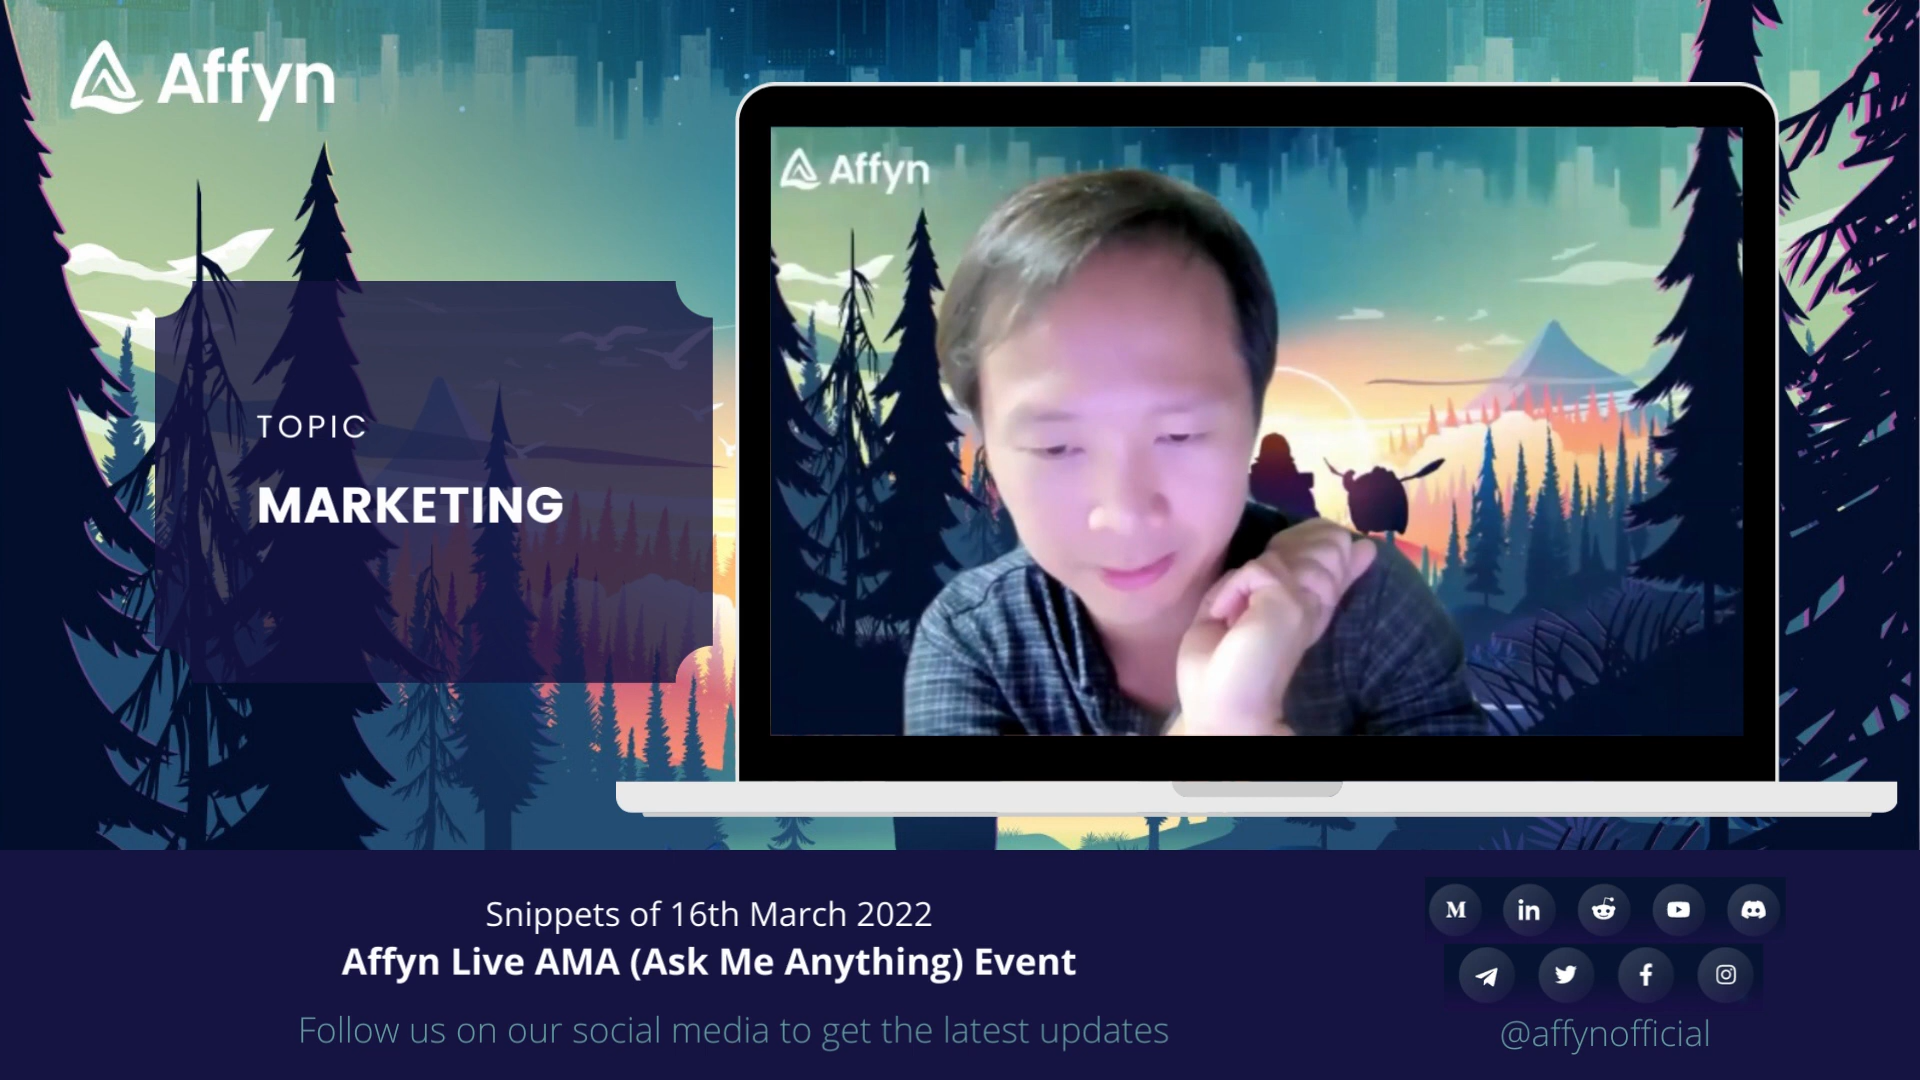 Affyn
Affyn
TOPIC
MARKETING
Snippets of 16th March 2022
Affyn Live AMA (Ask Me Anything) Event
Follow us on our social media to get the latest updates
@affynofficial